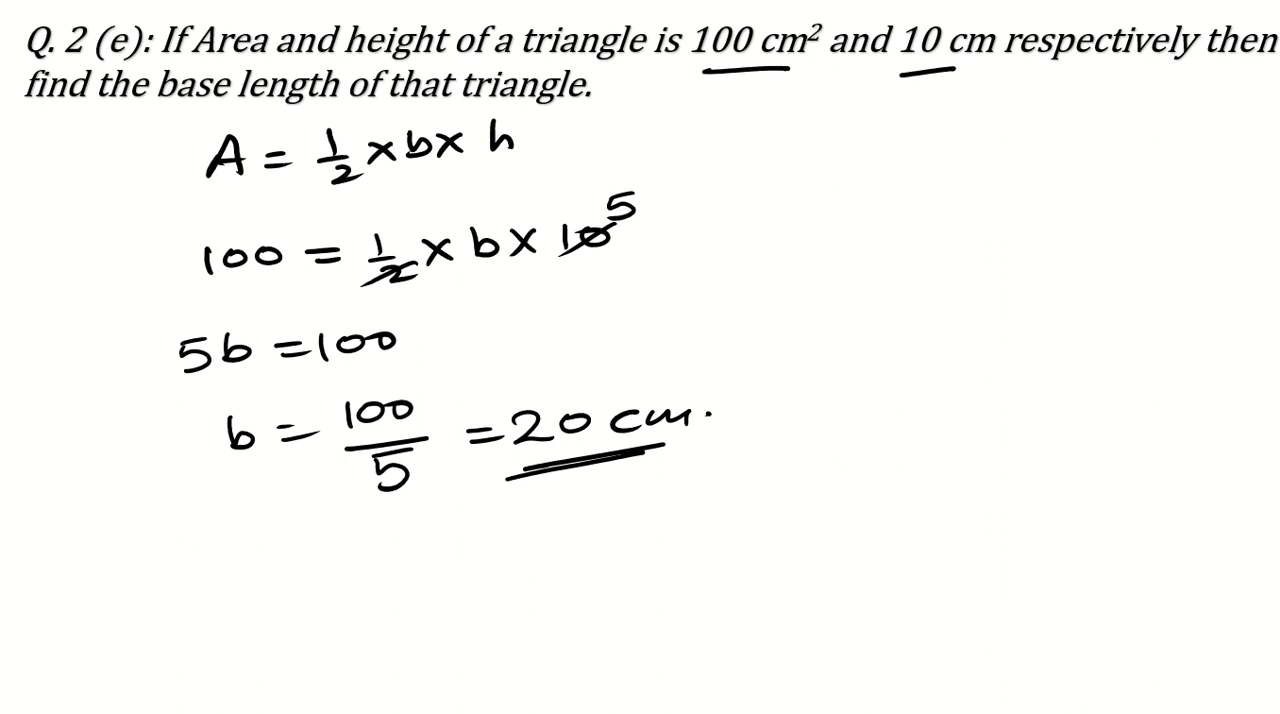 Q. 2 (e): If Area and height of a triangle is 100 cm² and 10 cm respectively then
find the base length of that triangle.
A = 1/2 × b × h
100 = 1/2 × b × 10 5
5b = 100
b = 100/5 = 20 cm.